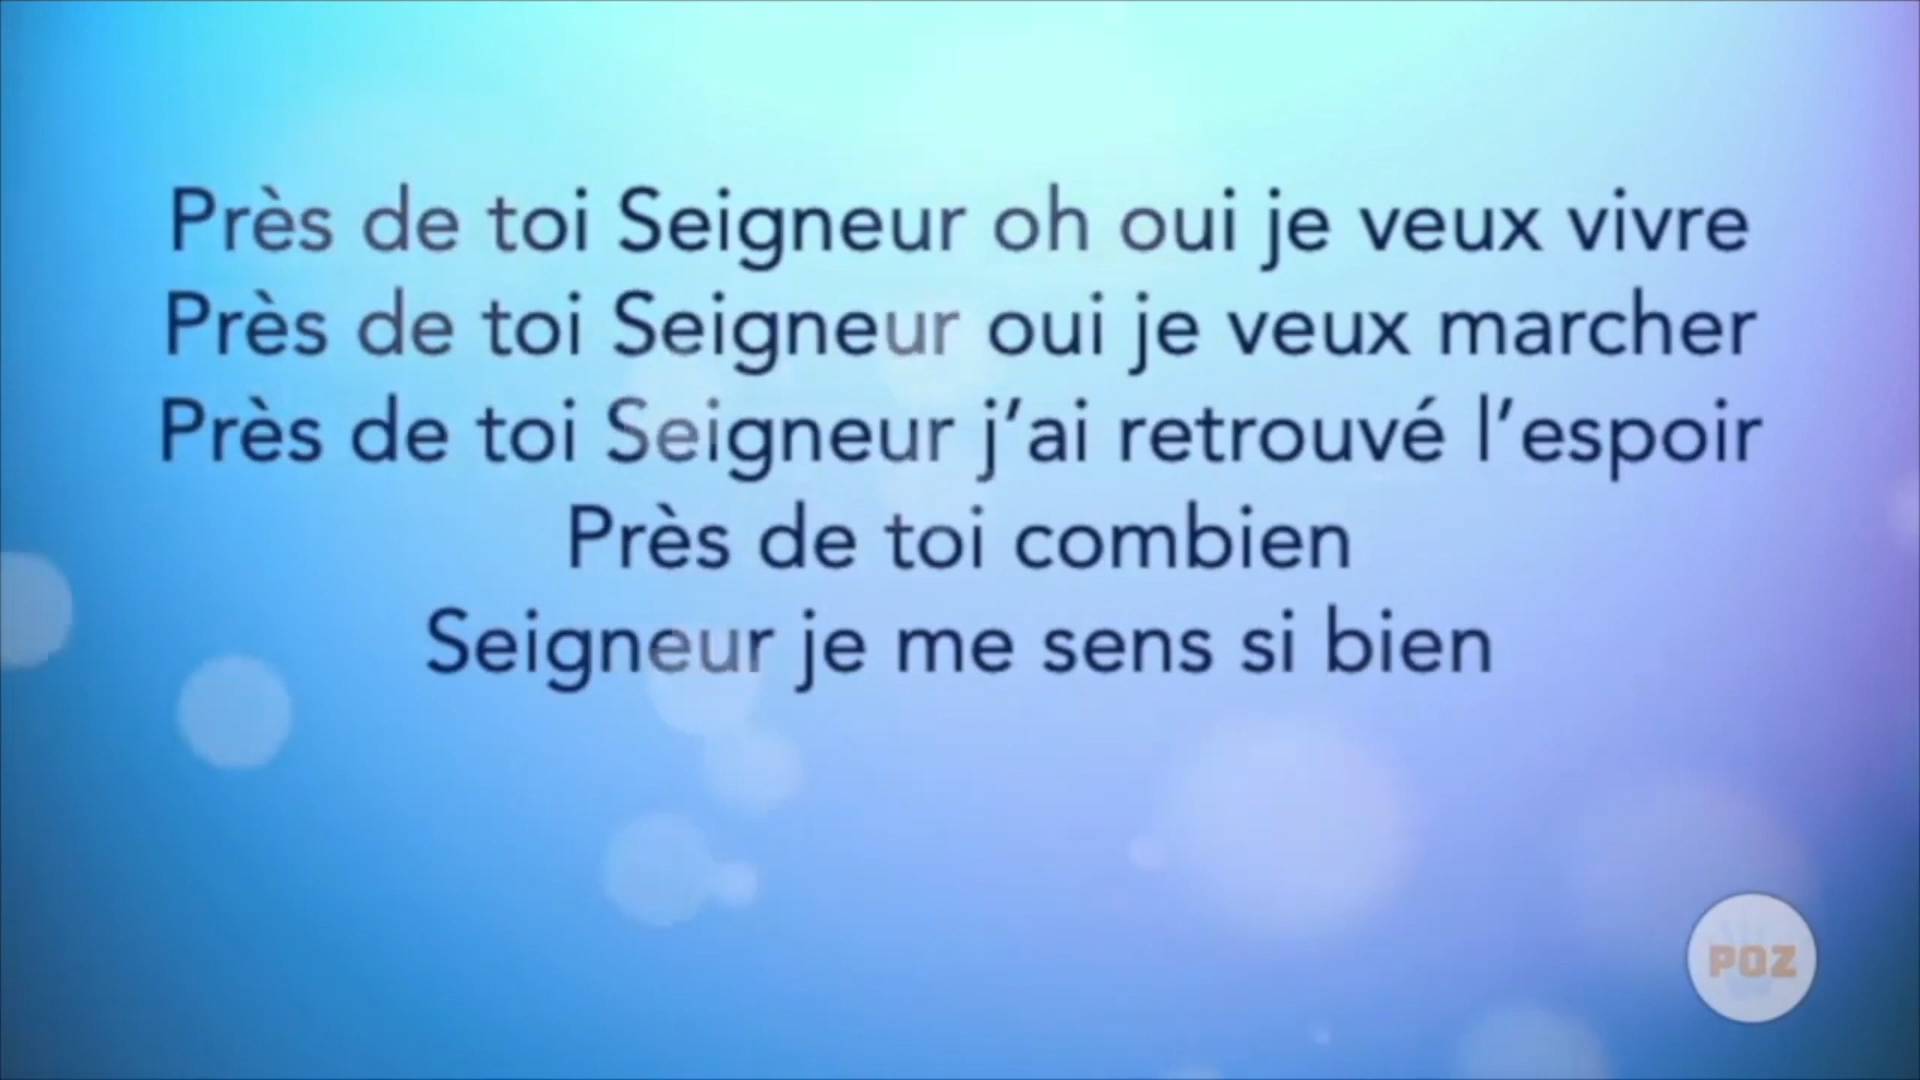 Près de toi Seigneur oh oui je veux vivre
Près de toi Seigneur oui je veux marcher
Près de toi Seigneur j’ai retrouvé l’espoir
Près de toi combien
Seigneur je me sens si bien
POZ